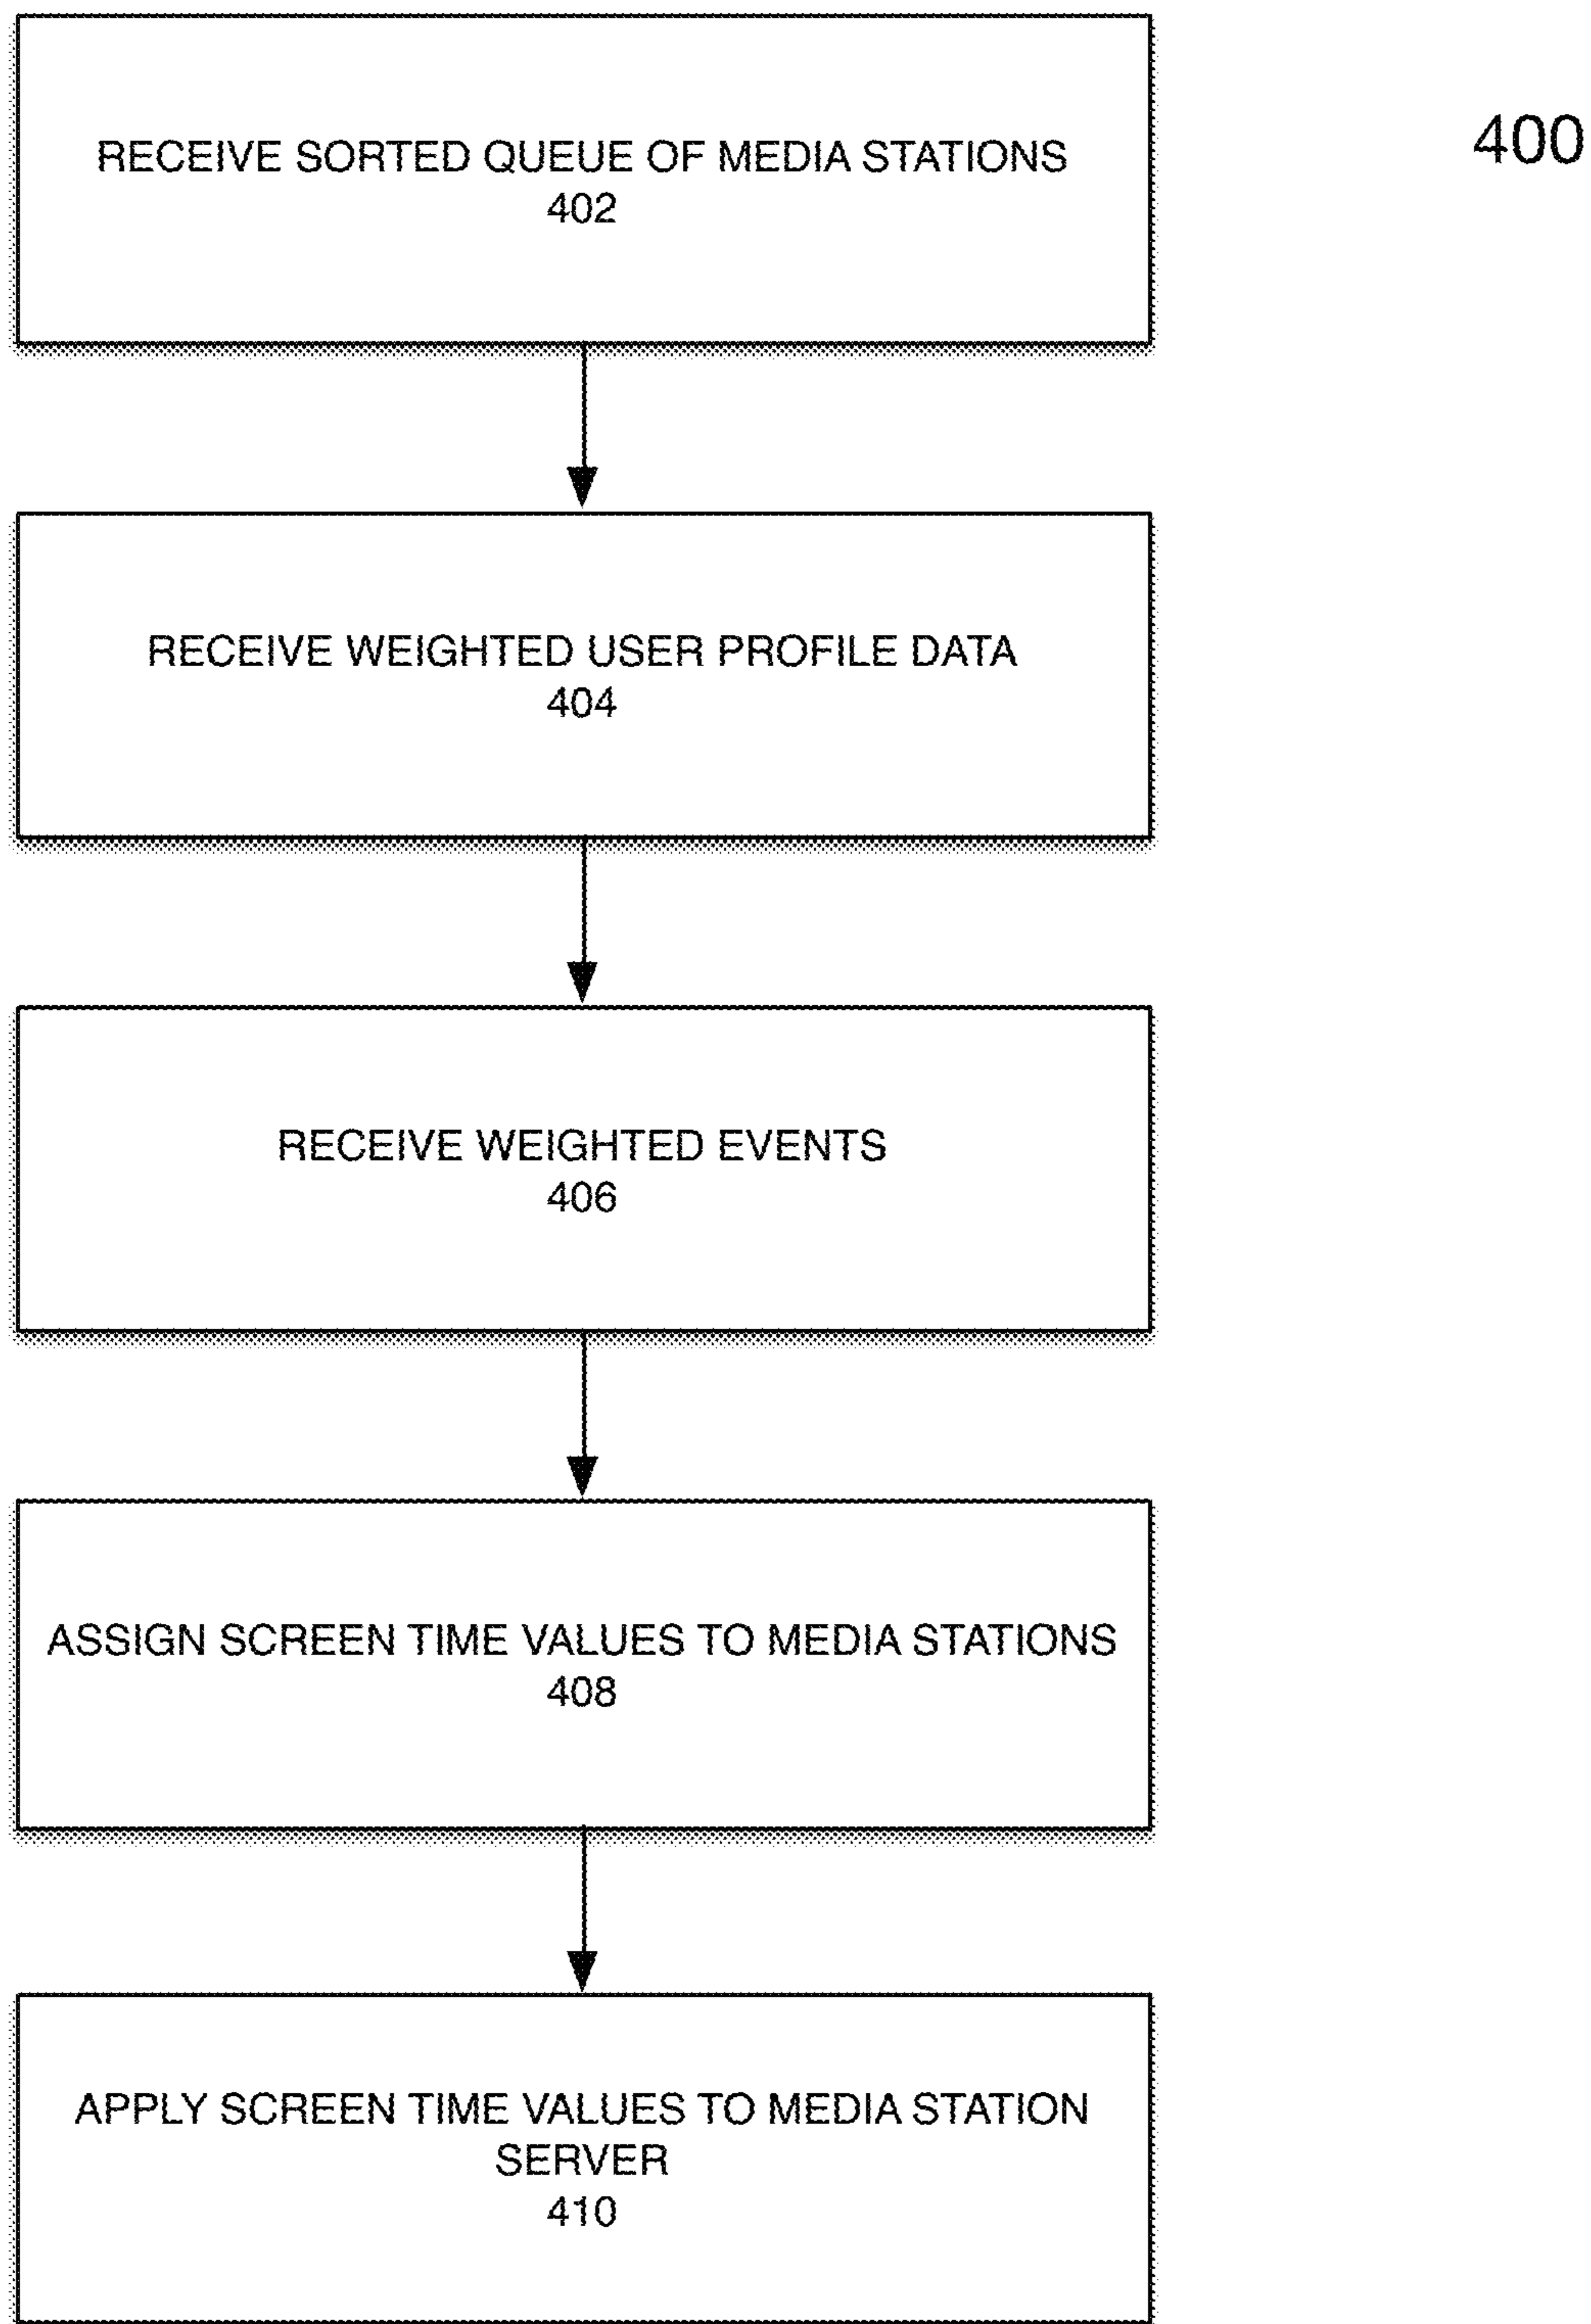 RECEIVE SORTED QUEUE OF MEDIA STATIONS
402
400
RECEIVE WEIGHTED USER PROFILE DATA
404
RECEIVE WEIGHTED EVENTS
406
ASSIGN SCREEN TIME VALUES TO MEDIA STATIONS
408
APPLY SCREEN TIME VALUES TO MEDIA STATION
SERVER
410